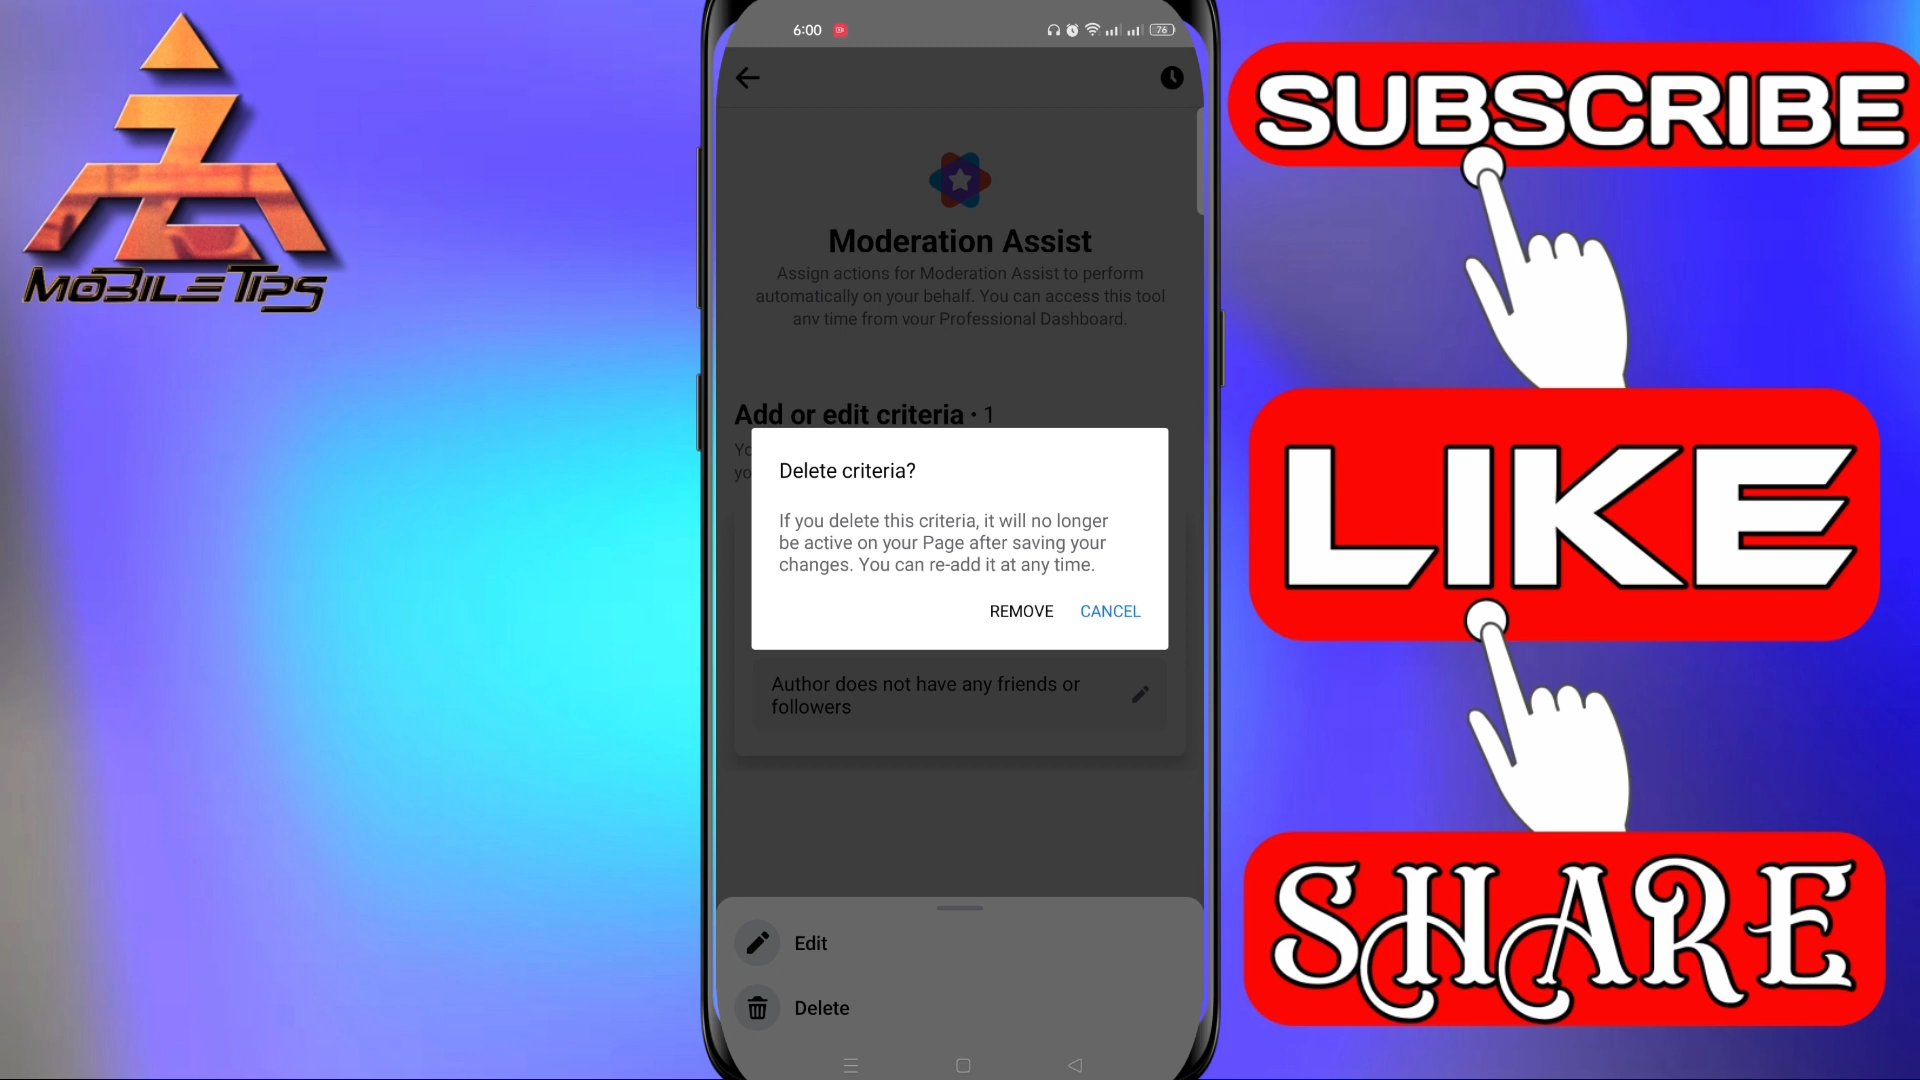 MOBILE TIPS
6:00
76
Moderation Assist
Assign actions for Moderation Assist to perform
automatically on your behalf. You can access this tool
any time from your Professional Dashboard.
Add or edit criteria · 1
Yo
yo
Delete criteria?
If you delete this criteria, it will no longer
be active on your Page after saving your
changes. You can re-add it at any time.
REMOVE CANCEL
Author does not have any friends or
followers
Edit
Delete
SUBSCRIBE
LIKE
SHARE